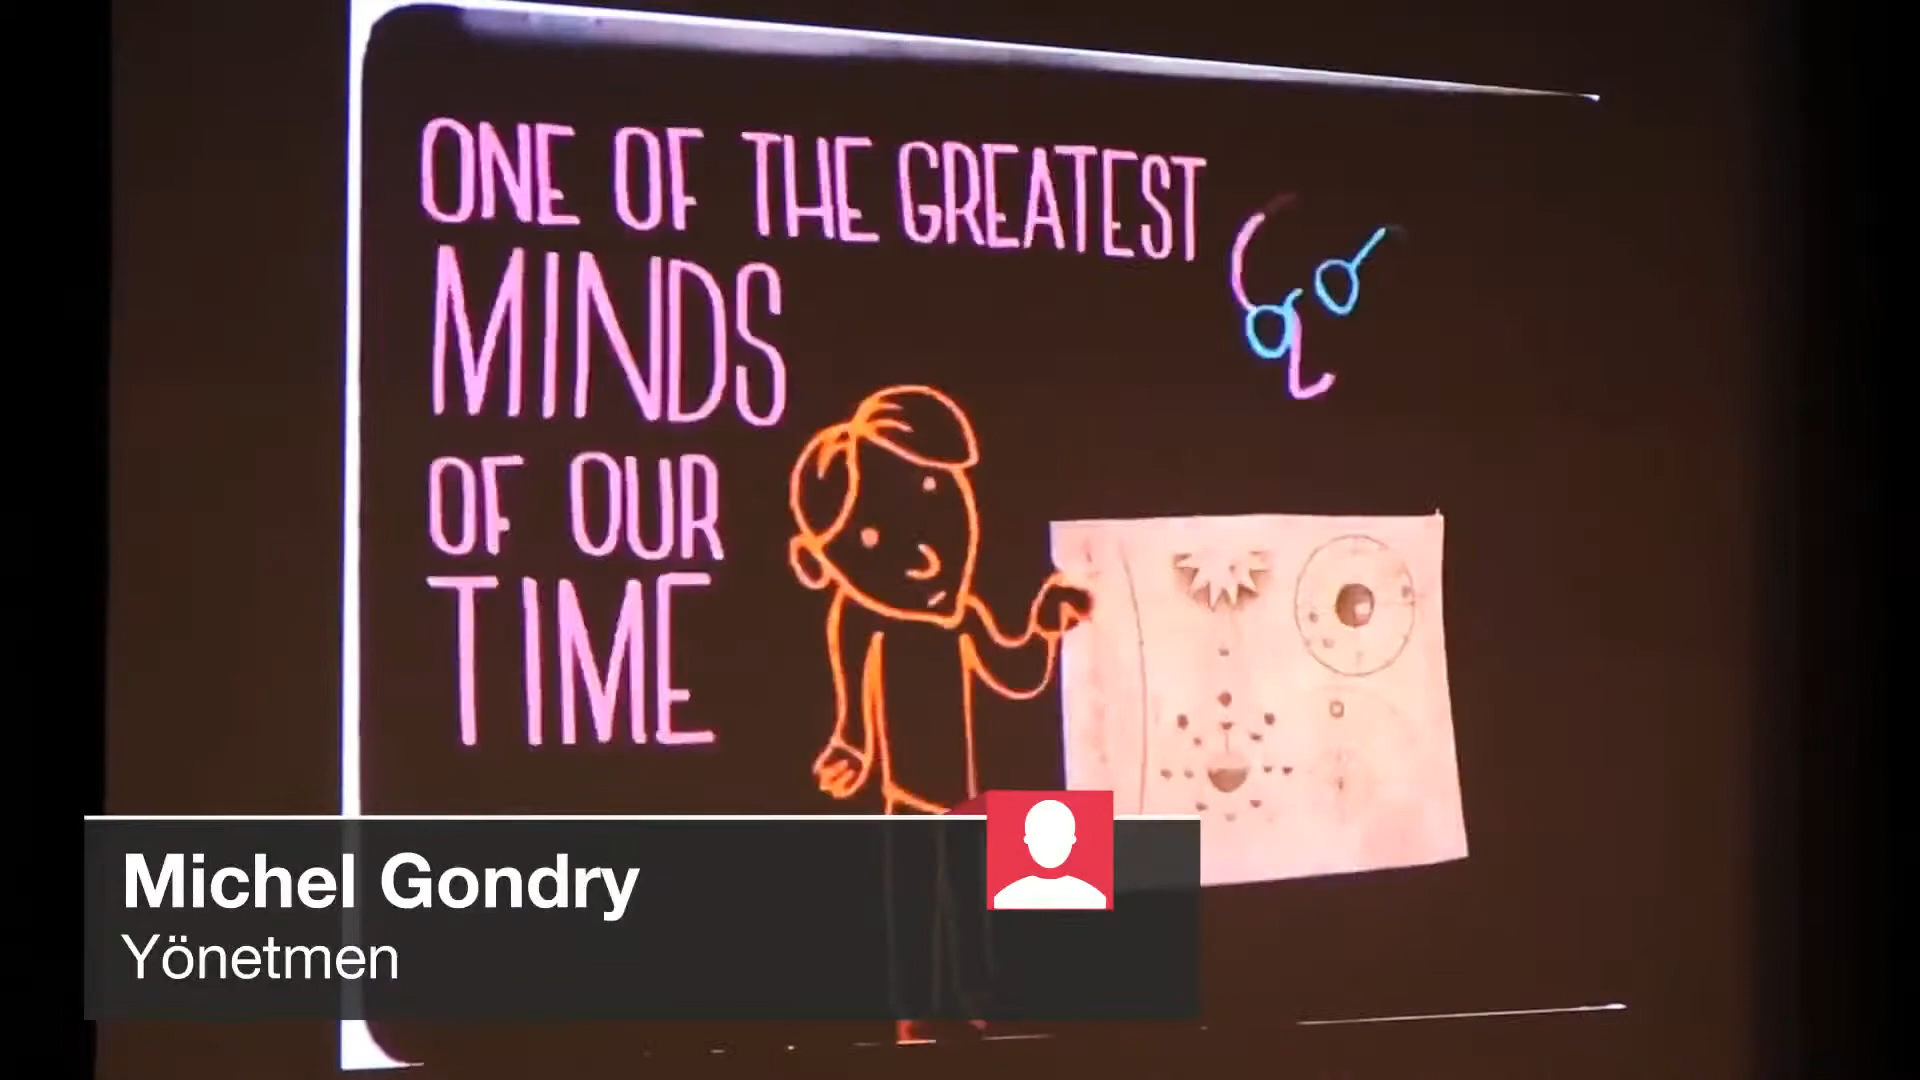 ONE OF THE GREATEST
MINDS
OF OUR
TIME
Michel Gondry
Yönetmen